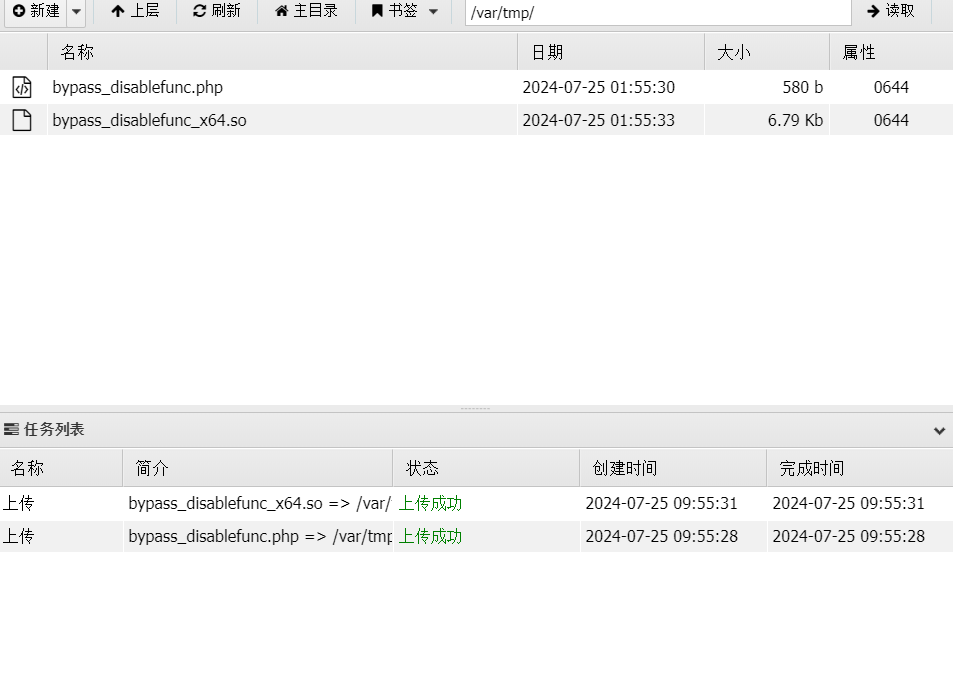 新建 上层 刷新 主目录 书签 /var/tmp/ 读取
名称 日期 大小 属性
bypass_disablefunc.php 2024-07-25 01:55:30 580 b 0644
bypass_disablefunc_x64.so 2024-07-25 01:55:33 6.79 Kb 0644
任务列表
名称 简介 状态 创建时间 完成时间
上传 bypass_disablefunc_x64.so => /var/ 上传成功 2024-07-25 09:55:31 2024-07-25 09:55:31
上传 bypass_disablefunc.php => /var/tmp 上传成功 2024-07-25 09:55:28 2024-07-25 09:55:28